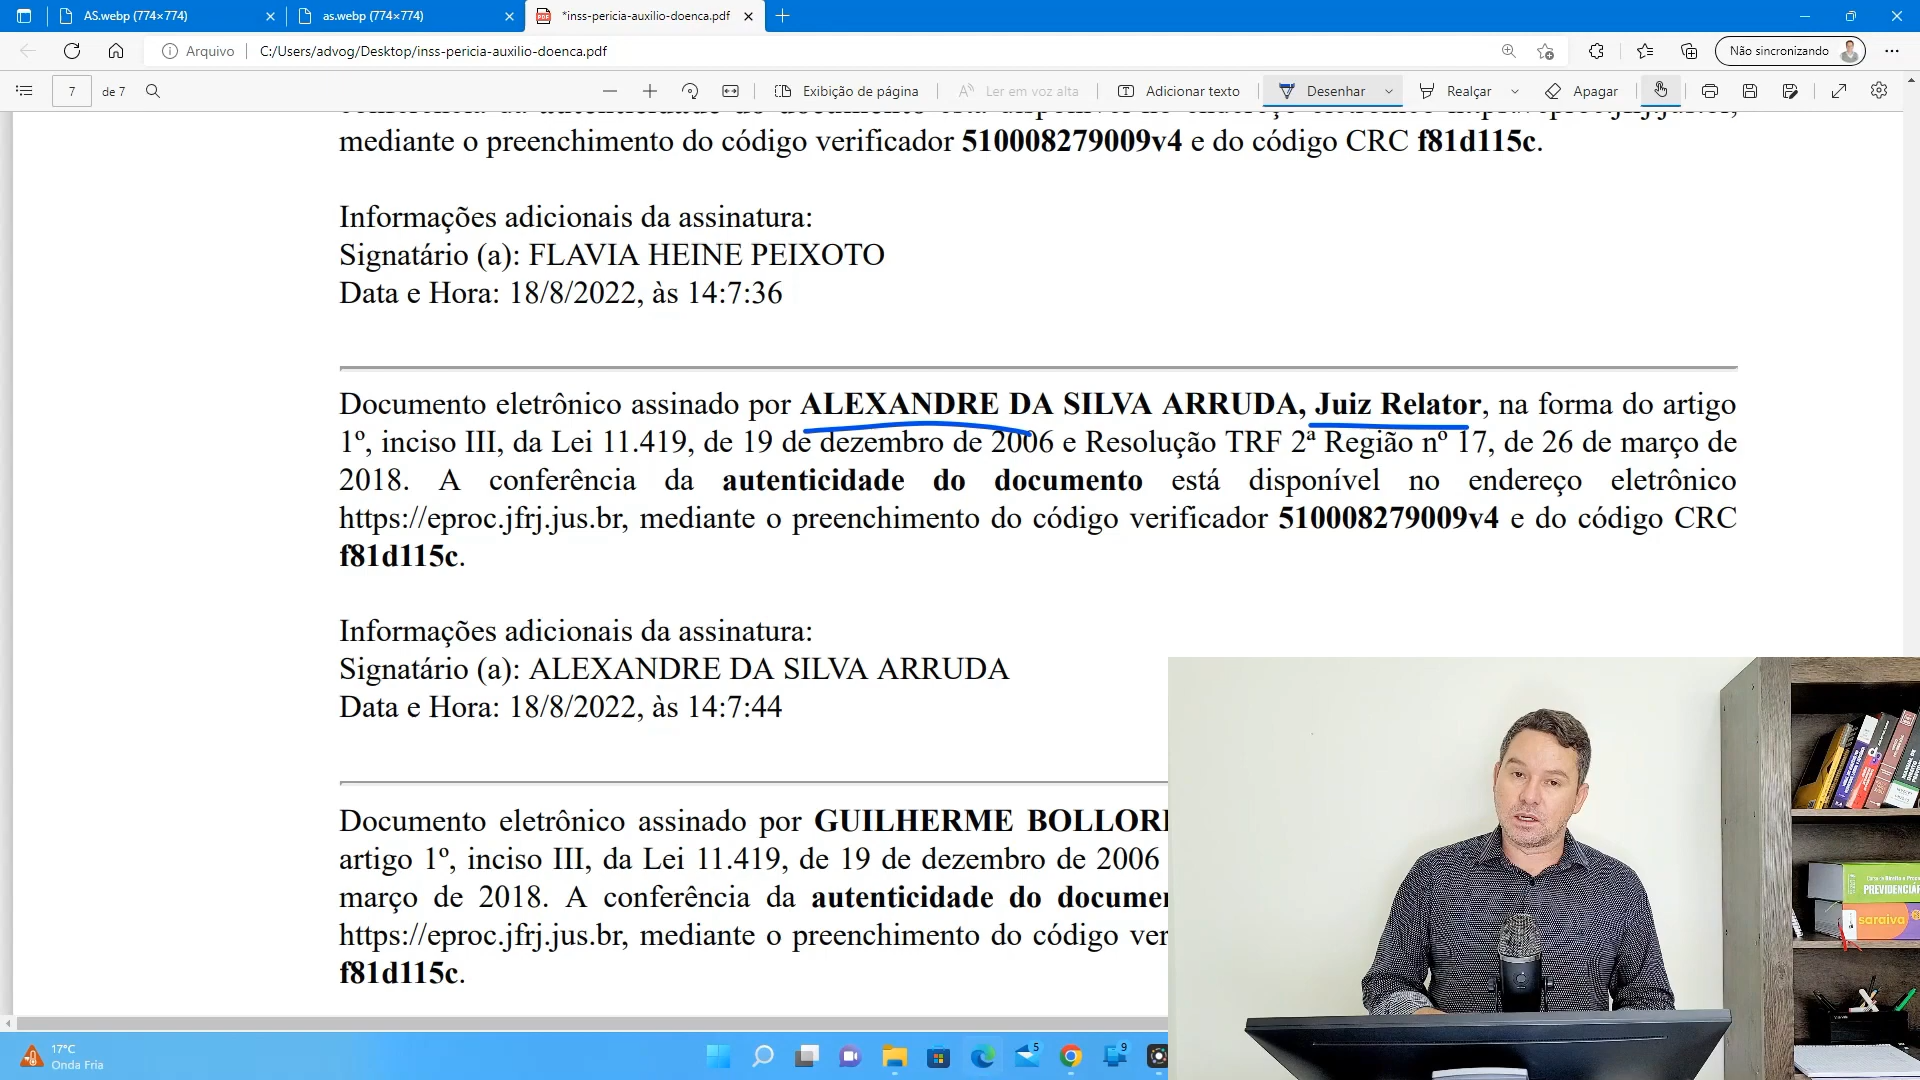 AS.webp (774×774)
as.webp (774×774)
*inss-pericia-auxilio-doenca.pdf
Arquivo
C:/Users/advog/Desktop/inss-pericia-auxilio-doenca.pdf
Não sincronizando
7 de 7
Exibição de página
Ler em voz alta
Adicionar texto
Desenhar
Realçar
Apagar
mediante o preenchimento do código verificador 510008279009v4 e do código CRC f81d115c.
Informações adicionais da assinatura:
Signatário (a): FLAVIA HEINE PEIXOTO
Data e Hora: 18/8/2022, às 14:7:36
Documento eletrônico assinado por ALEXANDRE DA SILVA ARRUDA, Juiz Relator, na forma do artigo
1º, inciso III, da Lei 11.419, de 19 de dezembro de 2006 e Resolução TRF 2ª Região nº 17, de 26 de março de
2018. A conferência da autenticidade do documento está disponível no endereço eletrônico
https://eproc.jfrj.jus.br, mediante o preenchimento do código verificador 510008279009v4 e do código CRC
f81d115c.
Informações adicionais da assinatura:
Signatário (a): ALEXANDRE DA SILVA ARRUDA
Data e Hora: 18/8/2022, às 14:7:44
Documento eletrônico assinado por GUILHERME
artigo 1º, inciso III, da Lei 11.419, de 19 de dezembro de 2006
março de 2018. A conferência da autenticidade do
https://eproc.jfrj.jus.br, mediante o preenchimento do código
f81d115c.
saraiva
17°C
Onda Fria
5
9